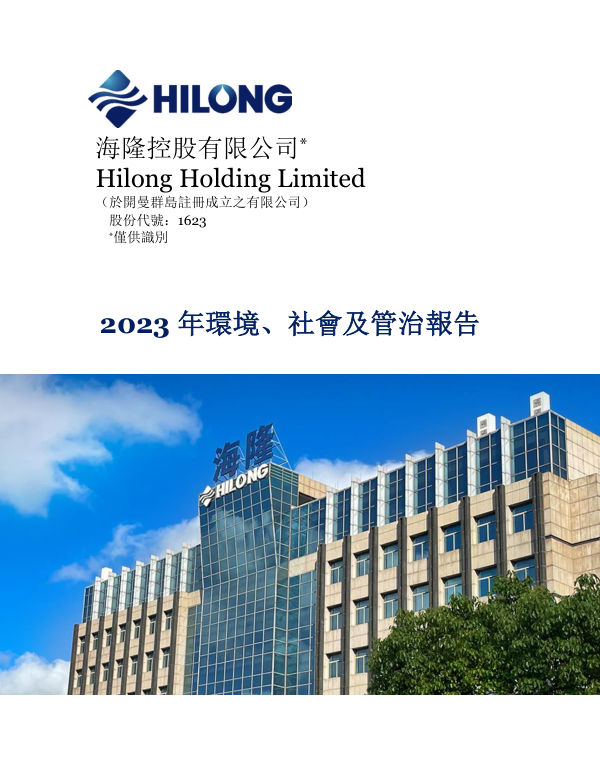 HILONG
海隆控股有限公司*
Hilong Holding Limited
（於開曼群島註冊成立之有限公司）
股份代號：1623
*僅供識別
2023 年環境、社會及管治報告
海隆
HILONG